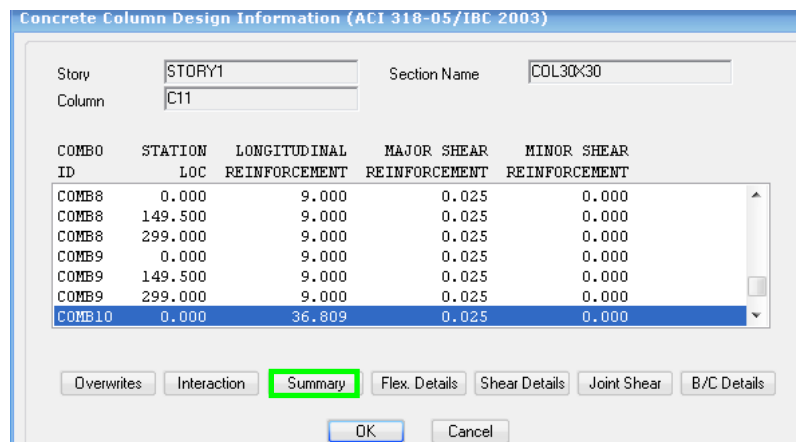 Concrete Column Design Information (ACI 318-05/IBC 2003)
Story STORY1 Section Name COL30X30
Column C11
COMBO STATION LONGITUDINAL MAJOR SHEAR MINOR SHEAR
ID LOC REINFORCEMENT REINFORCEMENT REINFORCEMENT
COMB8 0.000 9.000 0.025 0.000
COMB8 149.500 9.000 0.025 0.000
COMB8 299.000 9.000 0.025 0.000
COMB9 0.000 9.000 0.025 0.000
COMB9 149.500 9.000 0.025 0.000
COMB9 299.000 9.000 0.025 0.000
COMB10 0.000 36.809 0.025 0.000
Overwrites Interaction Summary Flex. Details Shear Details Joint Shear B/C Details
OK Cancel